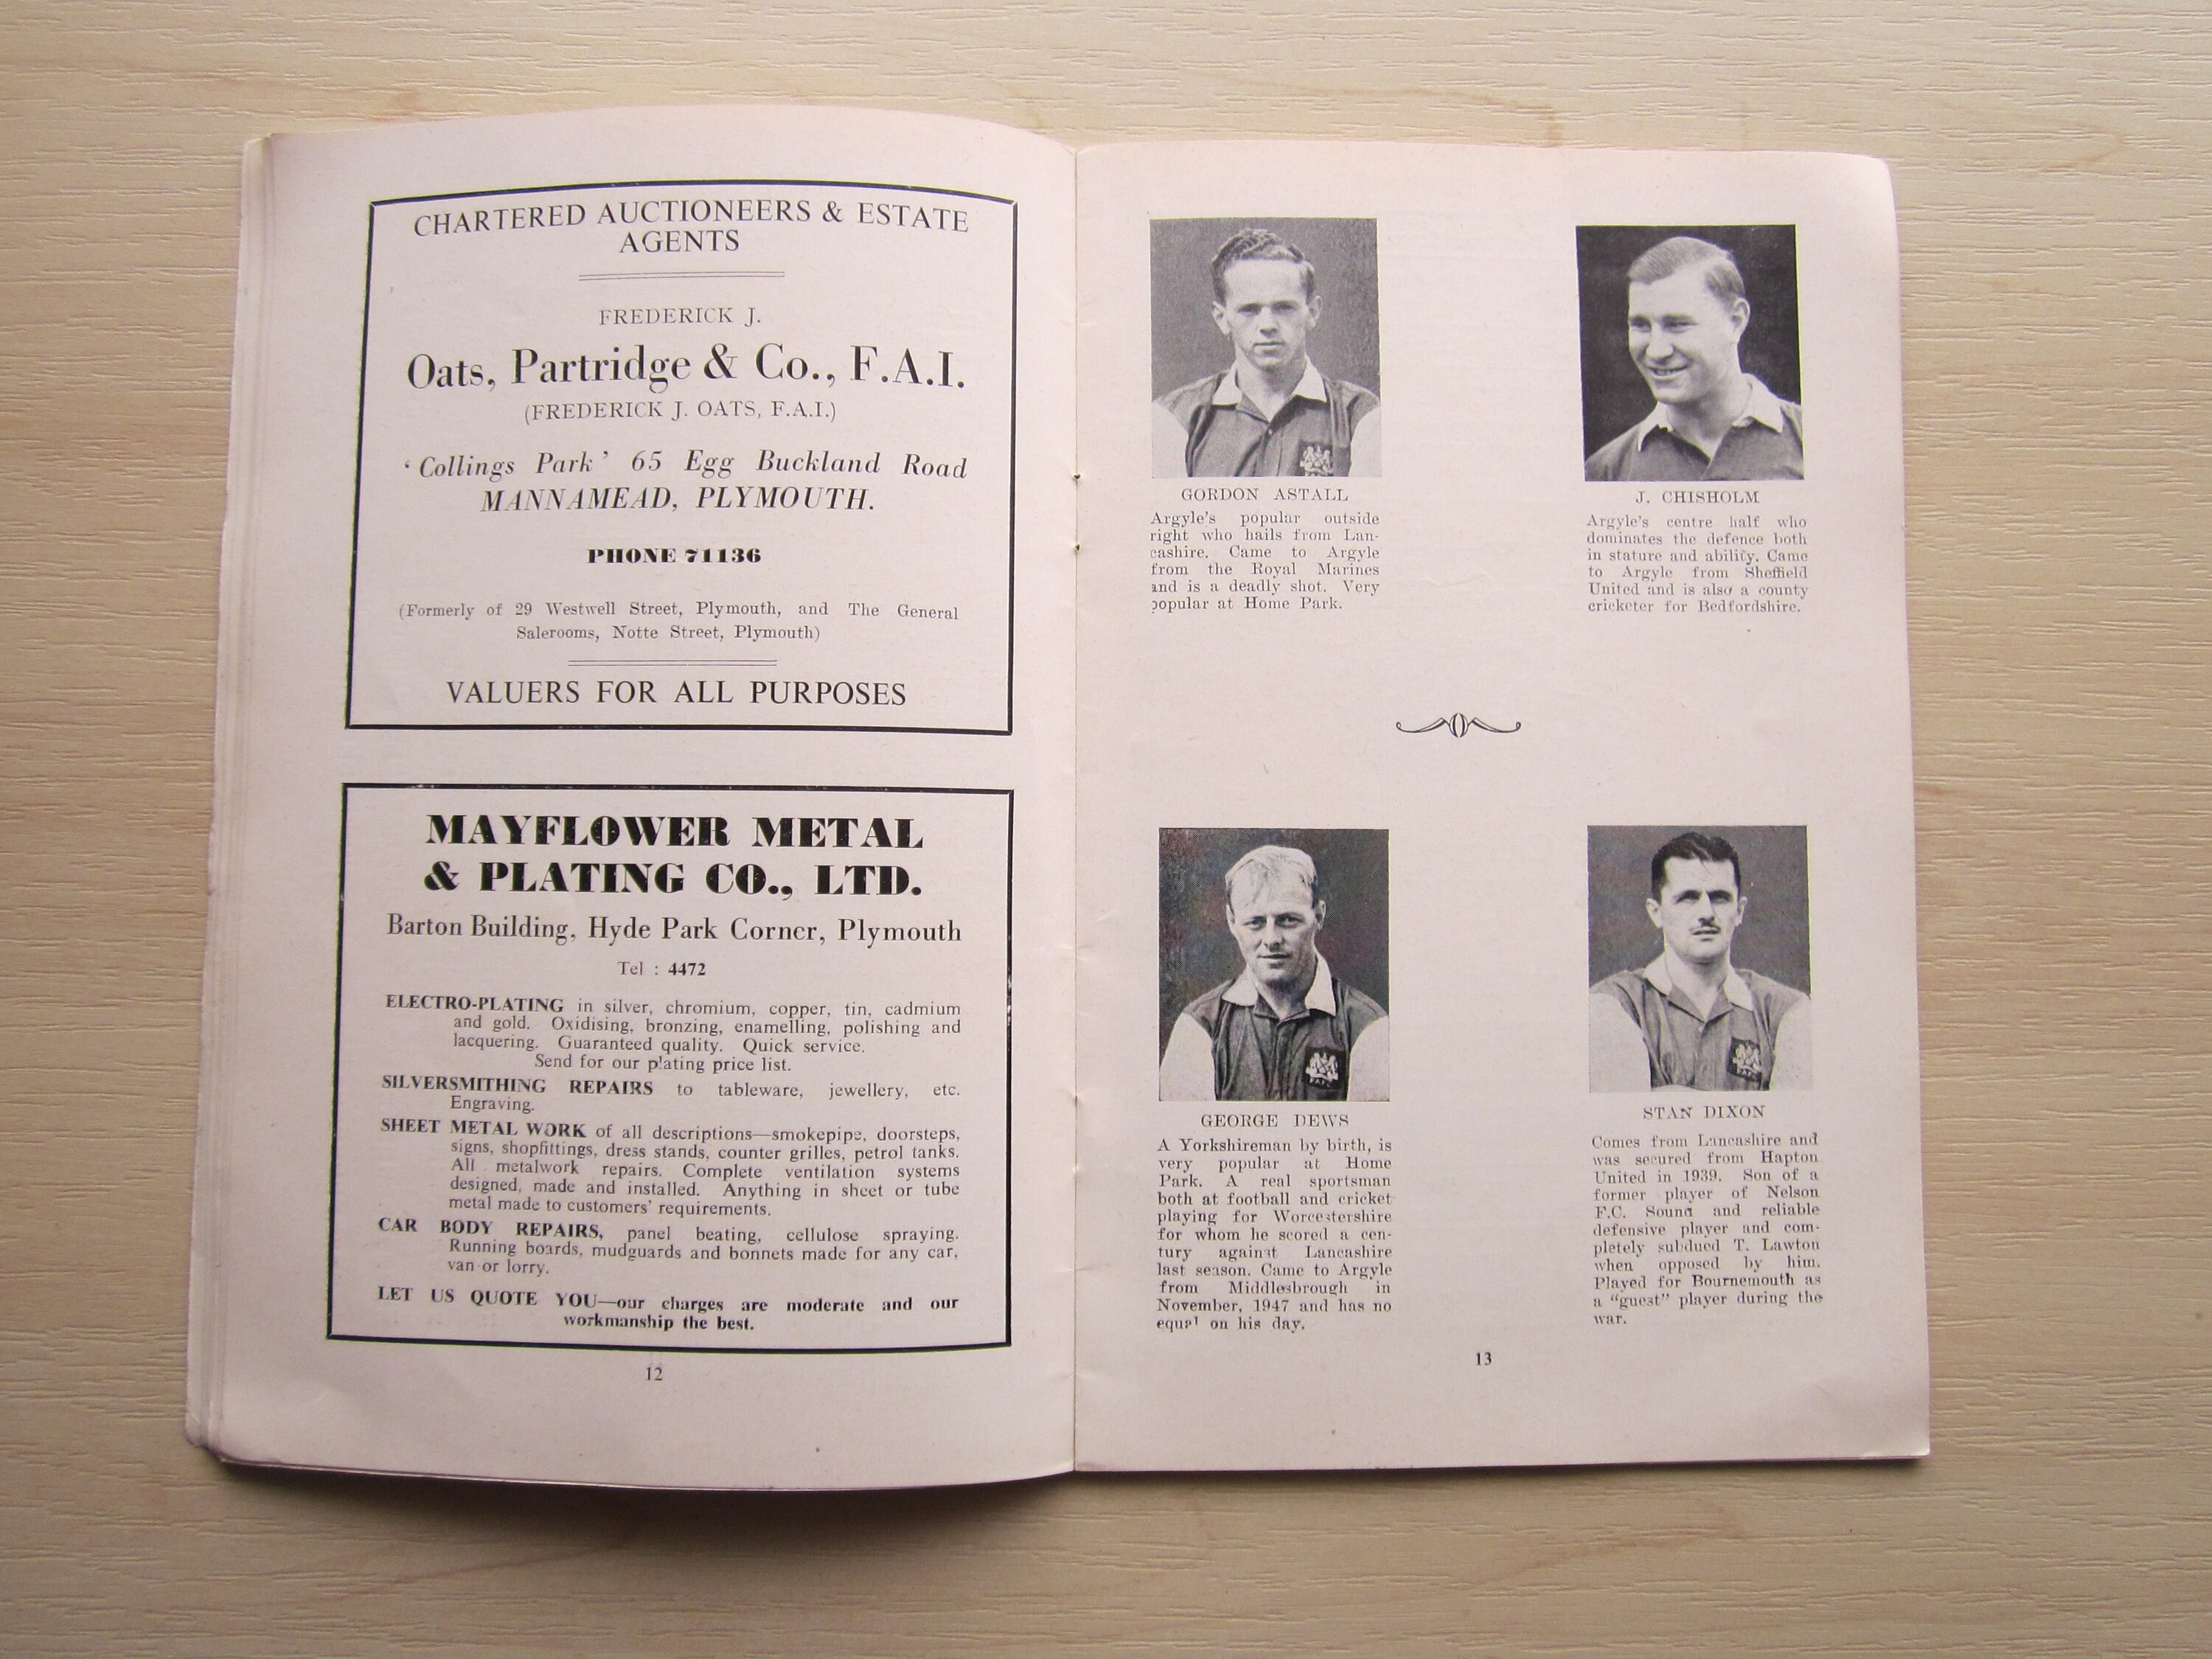 CHARTERED AUCTIONEERS & ESTATE
AGENTS
FREDERICK J.
Oats, Partridge & Co., F.A.I.
(FREDERICK J. OATS, F.A.I.)
‘Collings Park’ 65 Egg Buckland Road
MANNAMEAD, PLYMOUTH.
PHONE 71136
(Formerly of 29 Westwell Street, Plymouth, and The General
Salerooms, Notte Street, Plymouth)
VALUERS FOR ALL PURPOSES
MAYFLOWER METAL
& PLATING CO., LTD.
Barton Building, Hyde Park Corner, Plymouth
Tel : 4472
ELECTRO-PLATING in silver, chromium, copper, tin, cadmium
and gold. Oxidising, bronzing, enamelling, polishing and
lacquering. Guaranteed quality. Quick service.
Send for our plating price list.
SILVERSMITHING REPAIRS to tableware, jewellery, etc.
Engraving.
SHEET METAL WORK of all descriptions—smokepipe, doorsteps,
signs, shopfittings, dress stands, counter grilles, petrol tanks.
All metalwork repairs. Complete ventilation systems
designed, made and installed. Anything in sheet or tube
metal made to customers' requirements.
CAR BODY REPAIRS, panel beating, cellulose spraying.
Running boards, mudguards and bonnets made for any car,
van or lorry.
LET US QUOTE YOU—our charges are moderate and our
workmanship the best.
12
GORDON ASTALL
Argyle's popular outside
right who hails from Lan-
cashire. Came to Argyle
from the Royal Marines
and is a deadly shot. Very
popular at Home Park.
J. CHISHOLM
Argyle's centre half who
dominates the defence both
in stature and ability. Came
to Argyle from Sheffield
United and is also a county
cricketer for Bedfordshire.
GEORGE DEWS
A Yorkshireman by birth, is
very popular at Home
Park. A real sportsman
both at football and cricket
playing for Worcestershire
for whom he scored a cen-
tury against Lancashire
last season. Came to Argyle
from Middlesbrough in
November, 1947 and has no
equal on his day.
STAN DIXON
Comes from Lancashire and
was secured from Hapton
United in 1939. Son of a
former player of Nelson
F.C. Sound and reliable
defensive player and com-
pletely subdued T. Lawton
when opposed by him.
Played for Bournemouth as
a "guest" player during the
war.
13